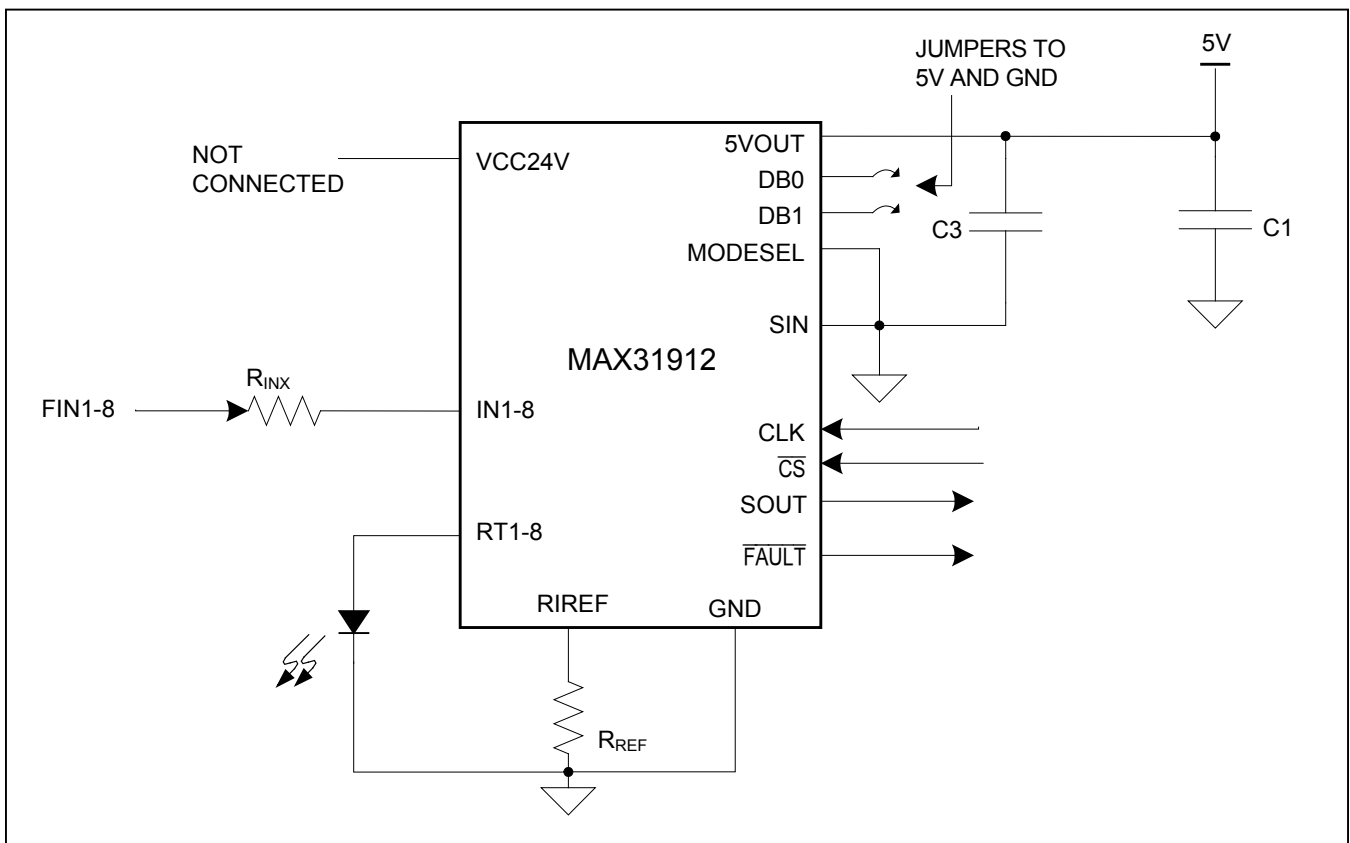 JUMPERS TO
5V AND GND
5V
NOT
CONNECTED
VCC24V
5VOUT
DB0
DB1
MODESEL
C3
C1
SIN
MAX31912
RINX
FIN1-8
IN1-8
CLK
CS
SOUT
RT1-8
FAULT
RIREF
GND
RREF